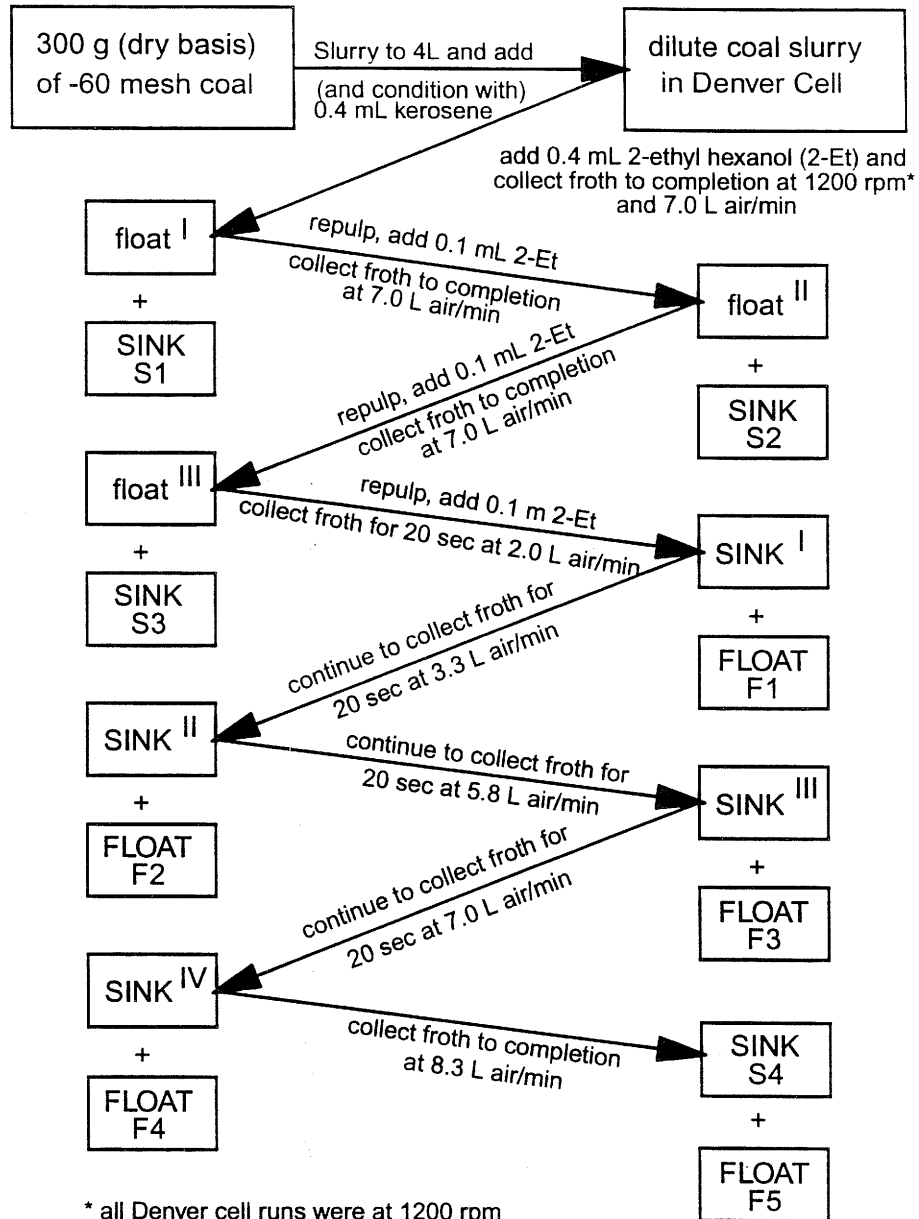 300 g (dry basis)
of -60 mesh coal
Slurry to 4L and add
(and condition with)
0.4 mL kerosene
dilute coal slurry
in Denver Cell
add 0.4 mL 2-ethyl hexanol (2-Et) and
collect froth to completion at 1200 rpm*
and 7.0 L air/min
float I
+
SINK
S1
repulp, add 0.1 mL 2-Et
collect froth to completion
at 7.0 L air/min
float II
+
SINK
S2
repulp, add 0.1 mL 2-Et
collect froth to completion
at 7.0 L air/min
float III
+
SINK
S3
repulp, add 0.1 m 2-Et
collect froth for 20 sec at 2.0 L air/min
SINK I
+
FLOAT
F1
continue to collect froth for
20 sec at 3.3 L air/min
SINK II
+
FLOAT
F2
continue to collect froth for
20 sec at 5.8 L air/min
SINK III
+
FLOAT
F3
continue to collect froth for
20 sec at 7.0 L air/min
SINK IV
+
FLOAT
F4
collect froth to completion
at 8.3 L air/min
SINK
S4
+
FLOAT
F5
* all Denver cell runs were at 1200 rpm